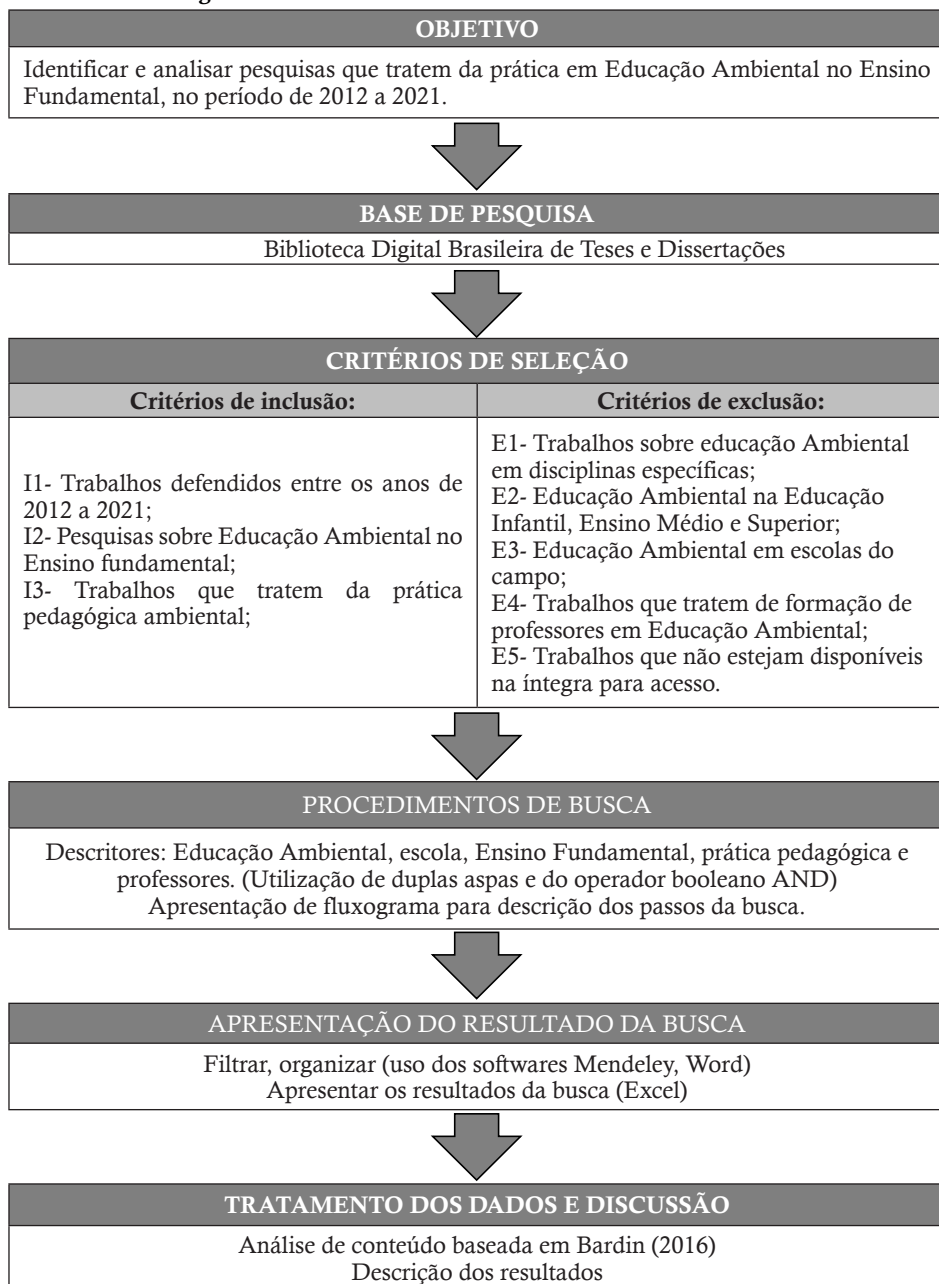 OBJETIVO
Identificar e analisar pesquisas que tratem da prática em Educação Ambiental no Ensino
Fundamental, no período de 2012 a 2021.
BASE DE PESQUISA
Biblioteca Digital Brasileira de Teses e Dissertações
CRITÉRIOS DE SELEÇÃO
Critérios de inclusão:
I1- Trabalhos defendidos entre os anos de
2012 a 2021;
I2- Pesquisas sobre Educação Ambiental no
Ensino fundamental;
I3- Trabalhos que tratem da prática
pedagógica ambiental;
Critérios de exclusão:
E1- Trabalhos sobre educação Ambiental
em disciplinas específicas;
E2- Educação Ambiental na Educação
Infantil, Ensino Médio e Superior;
E3- Educação Ambiental em escolas do
campo;
E4- Trabalhos que tratem de formação de
professores em Educação Ambiental;
E5- Trabalhos que não estejam disponíveis
na íntegra para acesso.
PROCEDIMENTOS DE BUSCA
Descritores: Educação Ambiental, escola, Ensino Fundamental, prática pedagógica e
professores. (Utilização de duplas aspas e do operador booleano AND)
Apresentação de fluxograma para descrição dos passos da busca.
APRESENTAÇÃO DO RESULTADO DA BUSCA
Filtrar, organizar (uso dos softwares Mendeley, Word)
Apresentar os resultados da busca (Excel)
TRATAMENTO DOS DADOS E DISCUSSÃO
Análise de conteúdo baseada em Bardin (2016)
Descrição dos resultados